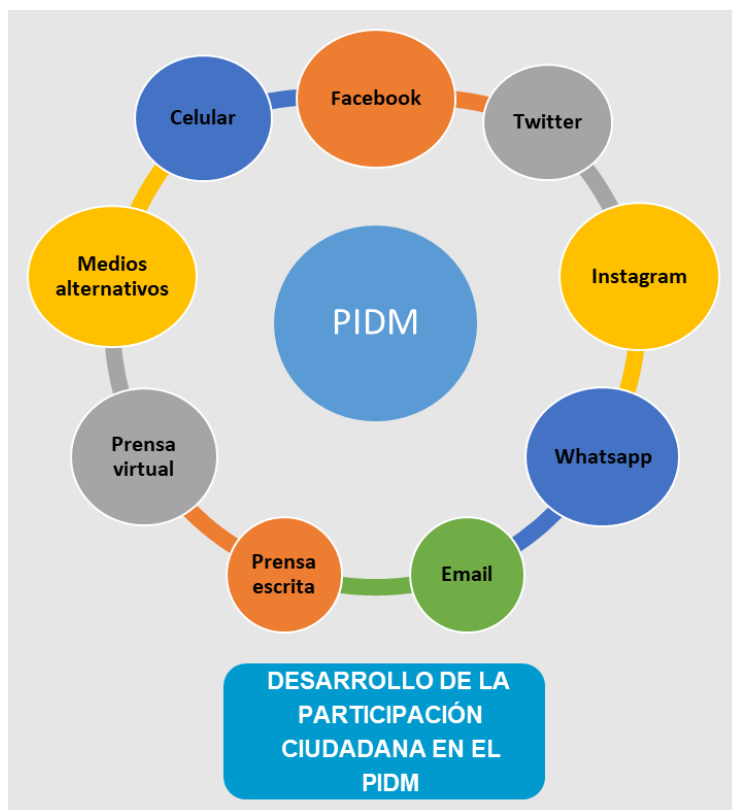 Facebook
Twitter
Instagram
Whatsapp
Email
Prensa
escrita
Prensa
virtual
Medios
alternativos
Celular
PIDM
DESARROLLO DE LA
PARTICIPACIÓN
CIUDADANA EN EL
PIDM